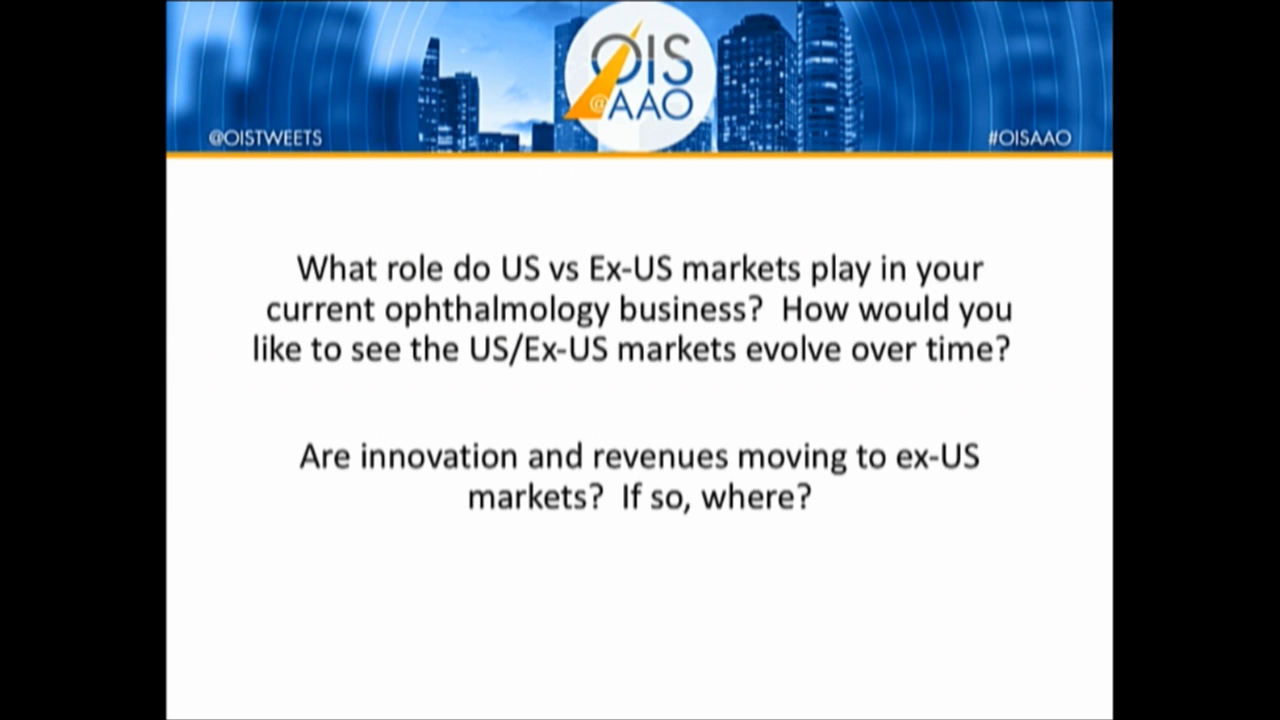 OIS
@AAO
@OISTWEETS
#OISAAO
What role do US vs Ex-US markets play in your
current ophthalmology business?  How would you
like to see the US/Ex-US markets evolve over time?
Are innovation and revenues moving to ex-US
markets?  If so, where?